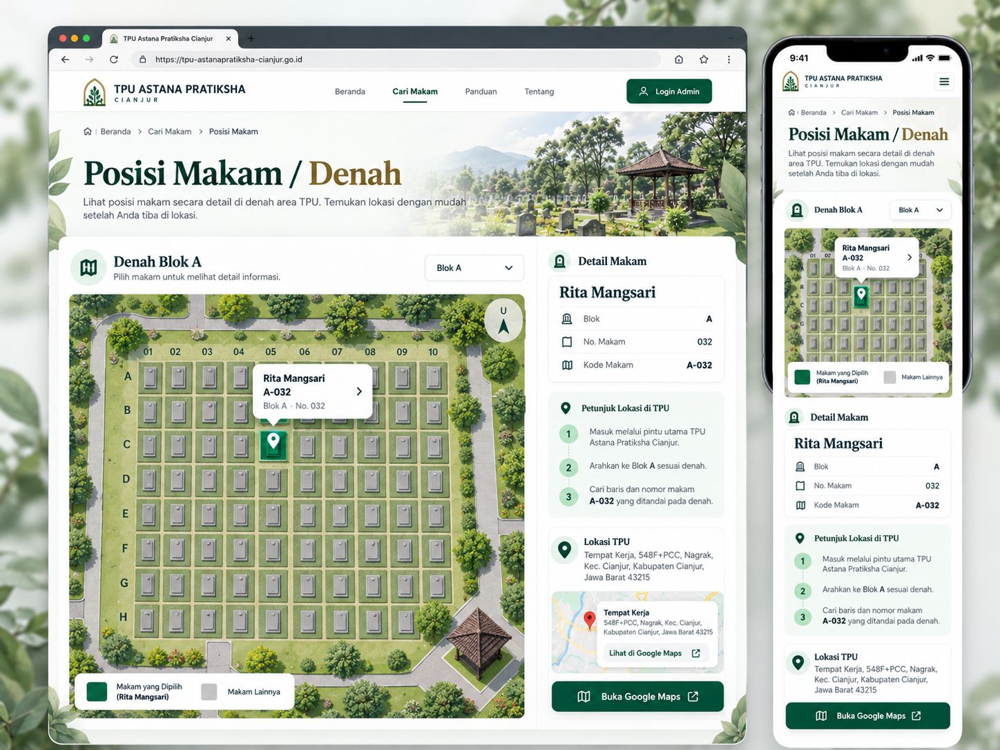 TPU Astana Pratiksha Cianjur
https://tpu-astanapratiksha-cianjur.go.id
TPU ASTANA PRATIKSHA
CIANJUR
Beranda
Cari Makam
Panduan
Tentang
Login Admin
Beranda > Cari Makam > Posisi Makam
Posisi Makam / Denah
Lihat posisi makam secara detail di denah area TPU. Temukan lokasi dengan mudah
setelah Anda tiba di lokasi.
Denah Blok A
Pilih makam untuk melihat detail informasi.
Blok A
U
01 02 03 04 05 06 07 08 09 10
A
B
C
D
E
F
G
H
Rita Mangsari
A-032
Blok A · No. 032
Makam yang Dipilih
(Rita Mangsari)
Makam Lainnya
Detail Makam
Rita Mangsari
Blok A
No. Makam 032
Kode Makam A-032
Petunjuk Lokasi di TPU
1 Masuk melalui pintu utama TPU
Astana Pratiksha Cianjur.
2 Arahkan ke Blok A sesuai denah.
3 Cari baris dan nomor makam
A-032 yang ditandai pada denah.
Lokasi TPU
Tempat Kerja, 548F+PCC, Nagrak,
Kec. Cianjur, Kabupaten Cianjur,
Jawa Barat 43215
Tempat Kerja
548F+PCC, Nagrak, Kec. Cianjur,
Kabupaten Cianjur, Jawa Barat 43215
Lihat di Google Maps
Buka Google Maps
9:41
TPU ASTANA PRATIKSHA
CIANJUR
Beranda > Cari Makam > Posisi Makam
Posisi Makam / Denah
Lihat posisi makam secara detail di denah
area TPU. Temukan lokasi dengan mudah
setelah Anda tiba di lokasi.
Denah Blok A
Blok A
Rita Mangsari
A-032
Blok A · No. 032
01 02
Makam yang Dipilih
(Rita Mangsari)
Makam Lainnya
Detail Makam
Rita Mangsari
Blok A
No. Makam 032
Kode Makam A-032
Petunjuk Lokasi di TPU
1 Masuk melalui pintu utama TPU
Astana Pratiksha Cianjur.
2 Arahkan ke Blok A sesuai denah.
3 Cari baris dan nomor makam
A-032 yang ditandai pada denah.
Lokasi TPU
Tempat Kerja, 548F+PCC, Nagrak,
Kec. Cianjur, Kabupaten Cianjur,
Jawa Barat 43215
Buka Google Maps